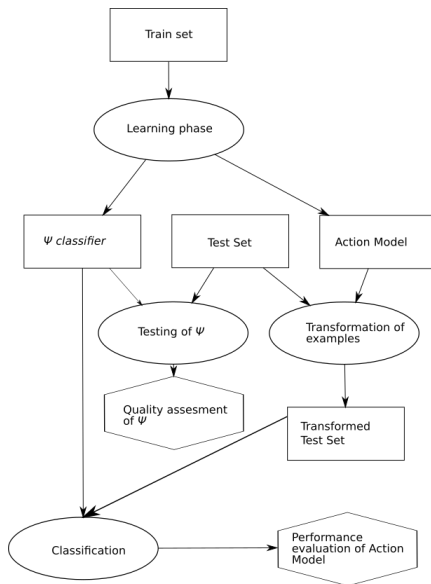 Train set
Learning phase
Ψ classifier
Test Set
Action Model
Testing of Ψ
Transformation of
examples
Quality assesment
of Ψ
Transformed
Test Set
Classification
Performance
evaluation of Action
Model